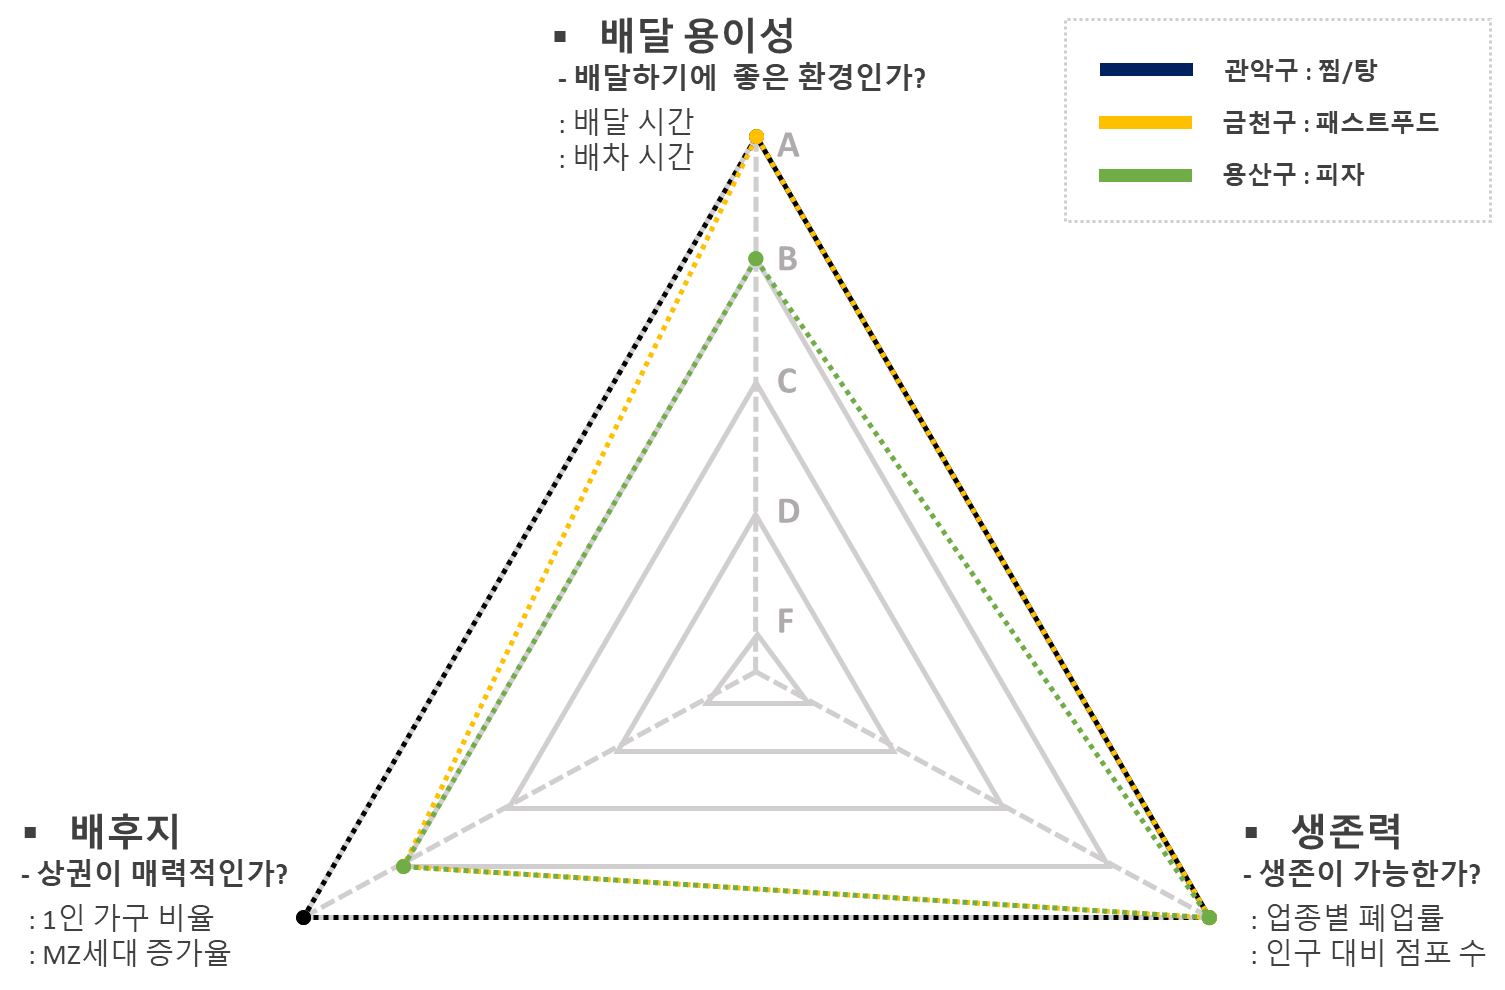 ▪ 배달 용이성
- 배달하기에 좋은 환경인가?
: 배달 시간
: 배차 시간
관악구 : 찜/탕
금천구 : 패스트푸드
용산구 : 피자
A
B
C
D
F
▪ 배후지
- 상권이 매력적인가?
: 1인 가구 비율
: MZ세대 증가율
▪ 생존력
- 생존이 가능한가?
: 업종별 폐업률
: 인구 대비 점포 수